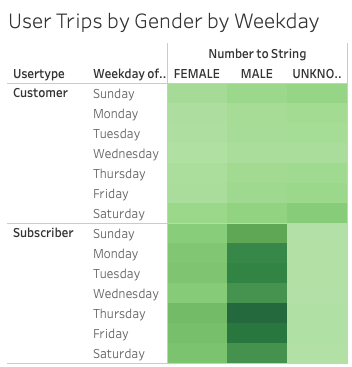 User Trips by Gender by Weekday
Number to String
Usertype Weekday of.. FEMALE MALE UNKNO..
Customer Sunday
Monday
Tuesday
Wednesday
Thursday
Friday
Saturday
Subscriber Sunday
Monday
Tuesday
Wednesday
Thursday
Friday
Saturday